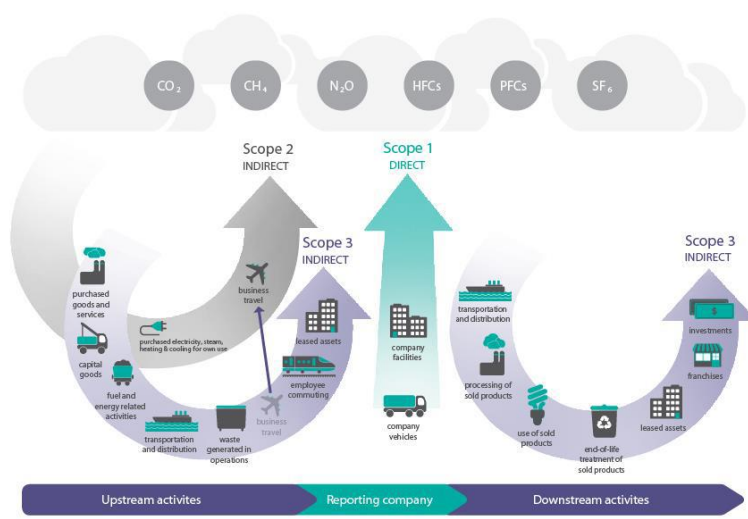 CO₂
CH₄
N₂O
HFCs
PFCs
SF₆
Scope 2
INDIRECT
Scope 1
DIRECT
Scope 3
INDIRECT
Scope 3
INDIRECT
purchased
goods and
services
capital
goods
fuel and
energy related
activities
transportation
and distribution
waste
generated in
operations
business
travel
business
travel
purchased electricity, steam,
heating & cooling for own use
employee
commuting
leased assets
company
facilities
company
vehicles
transportation
and distribution
processing of
sold products
use of sold
products
end-of-life
treatment of
sold products
leased assets
franchises
investments
Upstream activites
Reporting company
Downstream activites